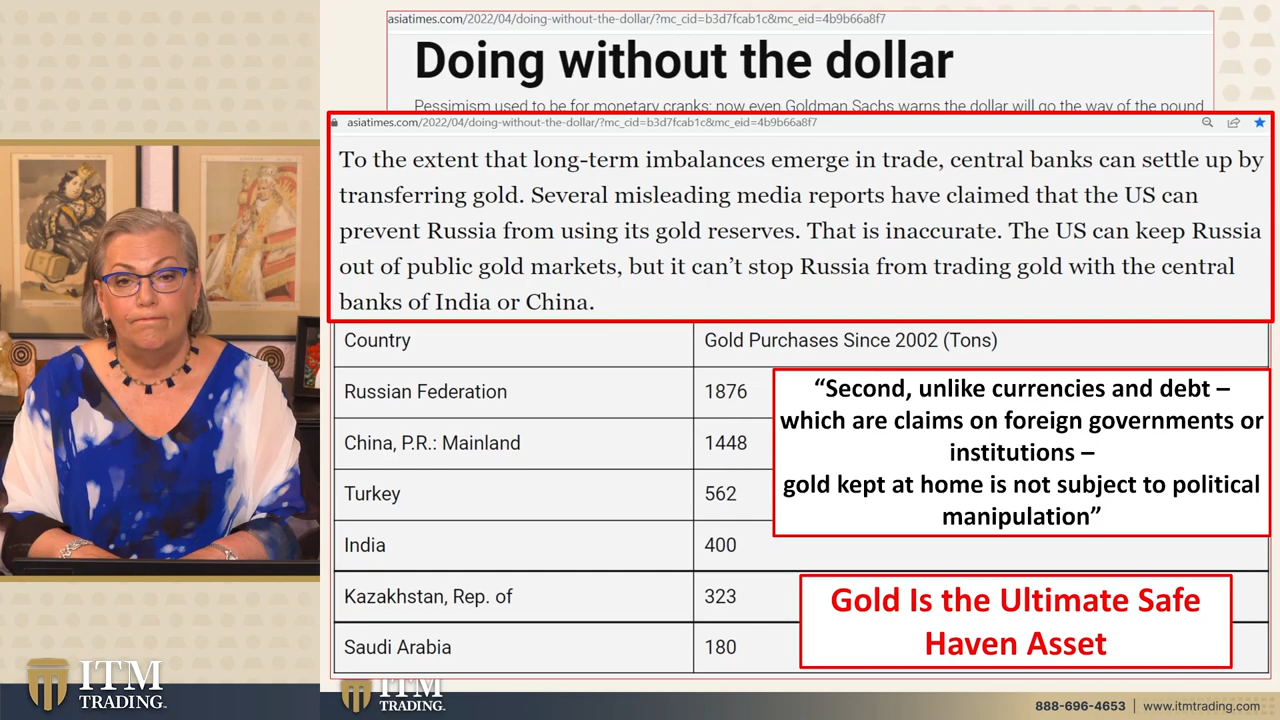 asiatimes.com/2022/04/doing-without-the-dollar/?mc_cid=b3d7fcab1c&mc_eid=4b9b66a8f7
Doing without the dollar
Pessimism used to be for monetary cranks; now even Goldman Sachs warns the dollar will go the way of the pound
asiatimes.com/2022/04/doing-without-the-dollar/?mc_cid=b3d7fcab1c&mc_eid=4b9b66a8f7
To the extent that long-term imbalances emerge in trade, central banks can settle up by
transferring gold. Several misleading media reports have claimed that the US can
prevent Russia from using its gold reserves. That is inaccurate. The US can keep Russia
out of public gold markets, but it can’t stop Russia from trading gold with the central
banks of India or China.
Country Gold Purchases Since 2002 (Tons)
Russian Federation 1876
China, P.R.: Mainland 1448
Turkey 562
India 400
Kazakhstan, Rep. of 323
Saudi Arabia 180
“Second, unlike currencies and debt –
which are claims on foreign governments or
institutions –
gold kept at home is not subject to political
manipulation”
Gold Is the Ultimate Safe
Haven Asset
ITM
TRADING
ITM
TRADING
888-696-4653 | www.itmtrading.com